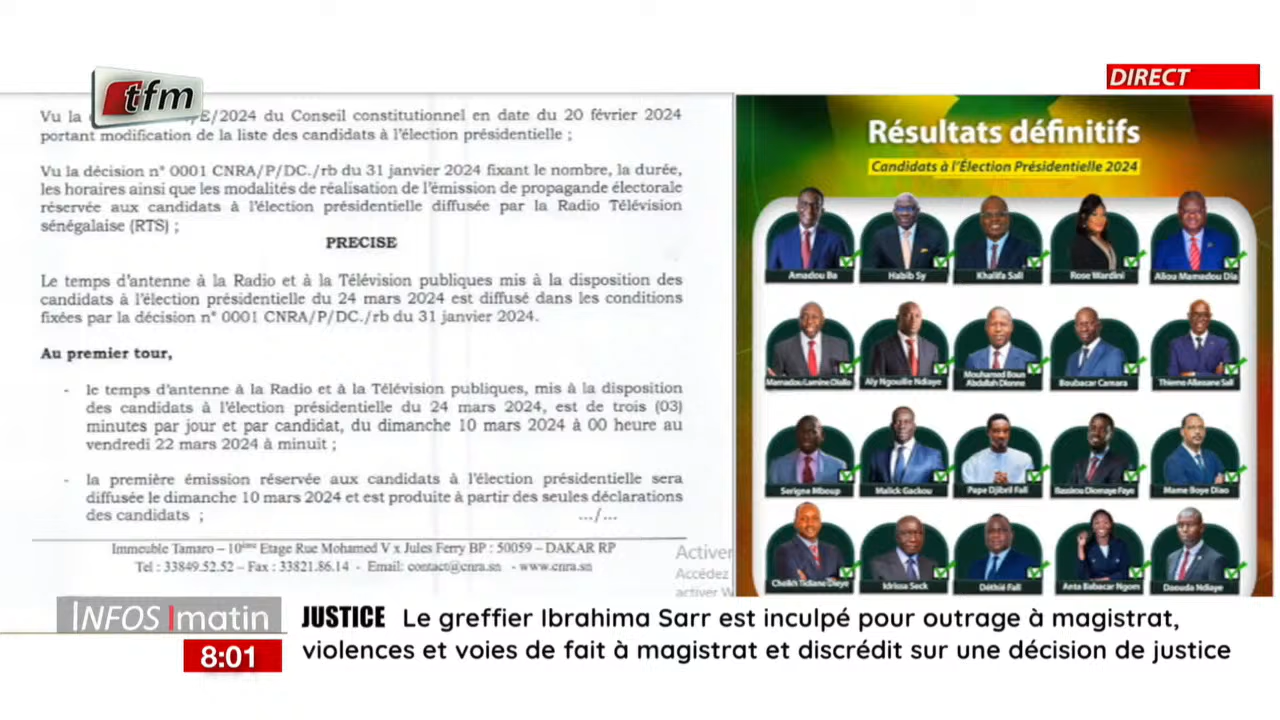 tfm
DIRECT
Vu la /E/2024 du Conseil constitutionnel en date du 20 février 2024
portant modification de la liste des candidats à l'élection présidentielle ;
Vu la décision n° 0001 CNRA/P/DC./rb du 31 janvier 2024 fixant le nombre, la durée,
les horaires ainsi que les modalités de réalisation de l'émission de propagande électorale
réservée aux candidats à l'élection présidentielle diffusée par la Radio Télévision
sénégalaise (RTS) ;
PRECISE
Le temps d'antenne à la Radio et à la Télévision publiques mis à la disposition des
candidats à l'élection présidentielle du 24 mars 2024 est diffusé dans les conditions
fixées par la décision n° 0001 CNRA/P/DC./rb du 31 janvier 2024.
Au premier tour,
- le temps d'antenne à la Radio et à la Télévision publiques, mis à la disposition
des candidats à l'élection présidentielle du 24 mars 2024, est de trois (03)
minutes par jour et par candidat, du dimanche 10 mars 2024 à 00 heure au
vendredi 22 mars 2024 à minuit ;
- la première émission réservée aux candidats à l'élection présidentielle sera
diffusée le dimanche 10 mars 2024 et est produite à partir des seules déclarations
des candidats ; .../...
Immeuble Tamaro – 10ème Etage Rue Mohamed V x Jules Ferry BP : 50059 – DAKAR RP
Tel : 33849.52.52 – Fax : 33821.86.14 - Email: contact@cnra.sn - www.cnra.sn
Activer
Accédez
activer W
Résultats définitifs
Candidats à l'Élection Présidentielle 2024
Amadou Ba
Habib Sy
Khalifa Sall
Rose Wardini
Aliou Mamadou Dia
Mamadou Lamine Diallo
Aly Ngouille Ndiaye
Mouhamed Boun
Abdallah Dionne
Boubacar Camara
Thierno Allassane Sall
Serigne Mboup
Malick Gackou
Pape Djibril Fall
Bassirou Diomaye Faye
Mame Boye Diao
Cheikh Tidiane Dieye
Idrissa Seck
Déthié Fall
Anta Babacar Ngom
Daouda Ndiaye
INFOS matin
8:01
JUSTICE Le greffier Ibrahima Sarr est inculpé pour outrage à magistrat,
violences et voies de fait à magistrat et discrédit sur une décision de justice